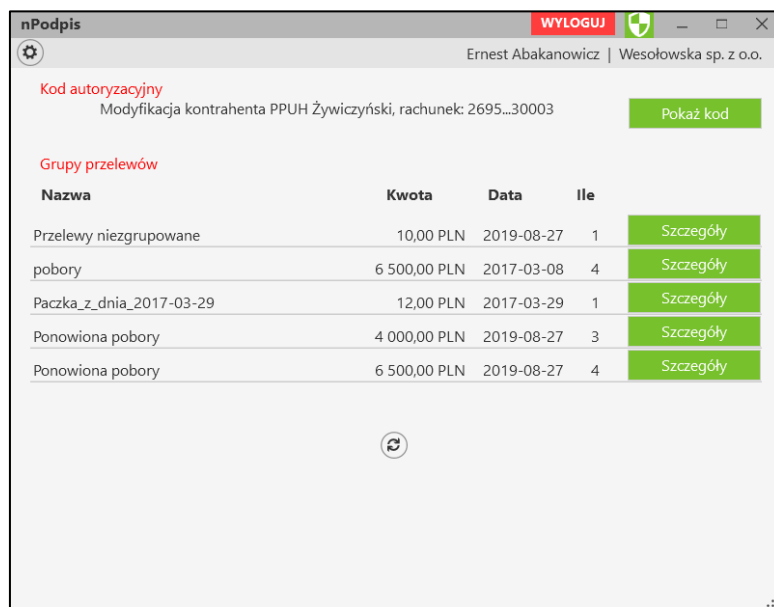 nPodpis WYLOGUJ
Ernest Abakanowicz | Wesołowska sp. z o.o.
Kod autoryzacyjny
Modyfikacja kontrahenta PPUH Żywiczyński, rachunek: 2695...30003 Pokaż kod
Grupy przelewów
Nazwa Kwota Data Ile
Przelewy niezgrupowane 10,00 PLN 2019-08-27 1 Szczegóły
pobory 6 500,00 PLN 2017-03-08 4 Szczegóły
Paczka_z_dnia_2017-03-29 12,00 PLN 2017-03-29 1 Szczegóły
Ponowiona pobory 4 000,00 PLN 2019-08-27 3 Szczegóły
Ponowiona pobory 6 500,00 PLN 2019-08-27 4 Szczegóły